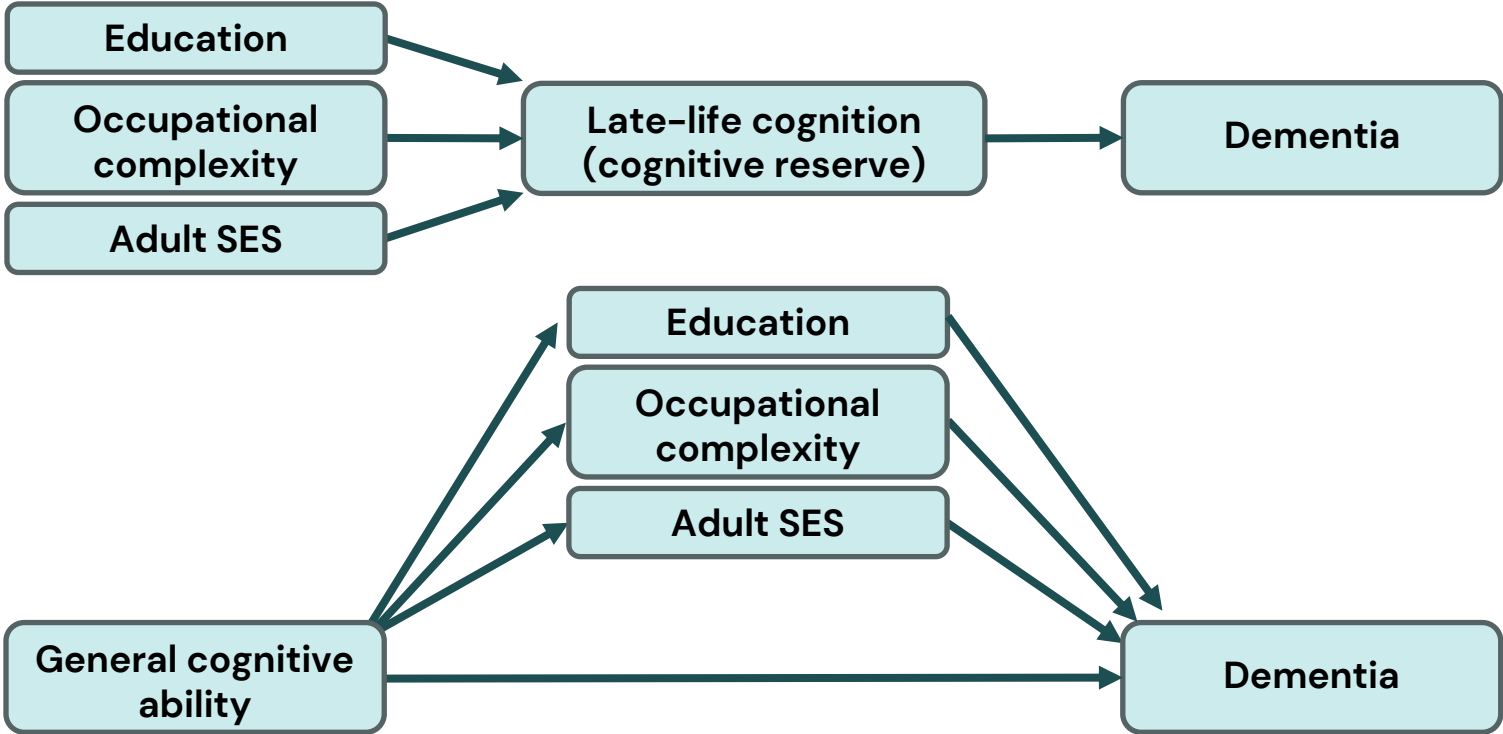 Education
Occupational
complexity
Adult SES
Late-life cognition
(cognitive reserve)
Dementia
Education
Occupational
complexity
Adult SES
General cognitive
ability
Dementia